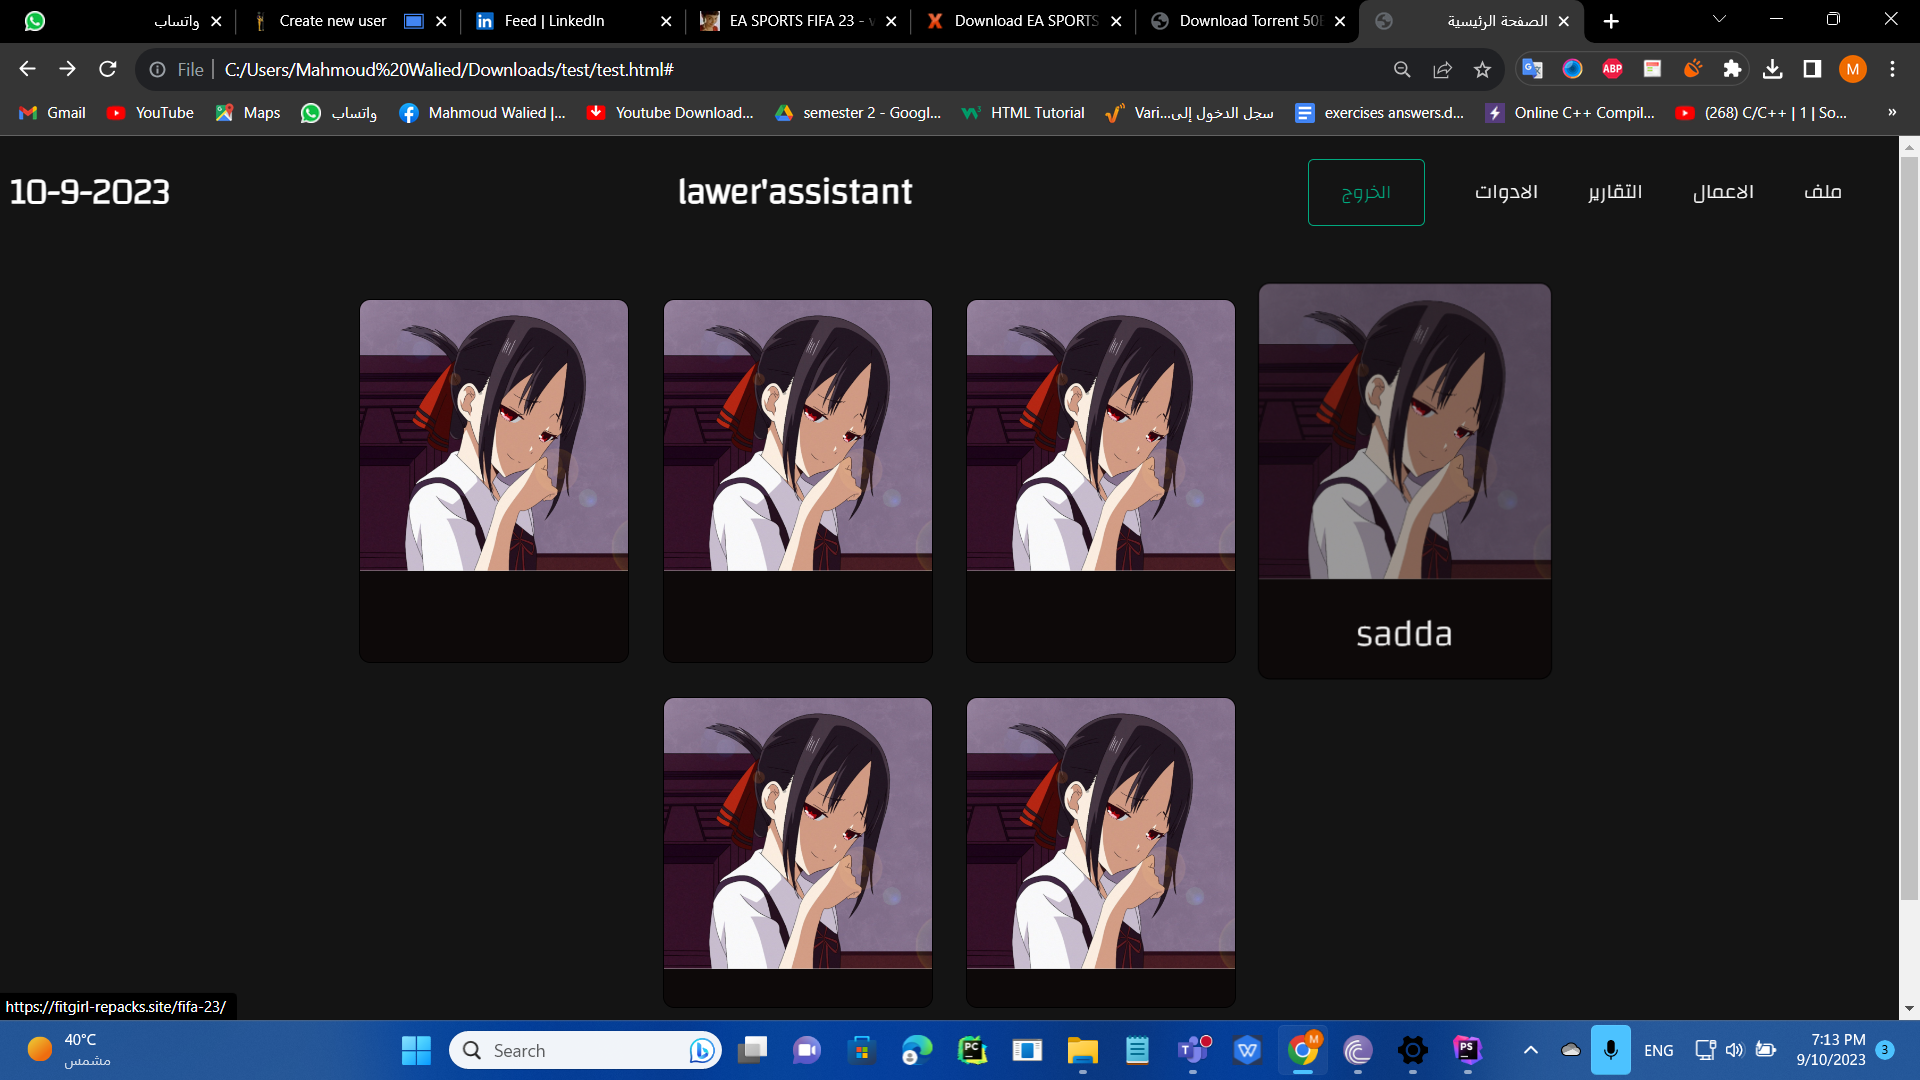 واتساب
Create new user
Feed | LinkedIn
EA SPORTS FIFA 23 -
Download EA SPORTS
Download Torrent 50
الصفحة الرئيسية
File
C:/Users/Mahmoud%20Walied/Downloads/test/test.html#
ABP
M
Gmail
YouTube
Maps
واتساب
Mahmoud Walied |...
Youtube Download...
semester 2 - Googl...
HTML Tutorial
Vari...سجل الدخول إلى
exercises answers.d...
Online C++ Compil...
(268) C/C++ | 1 | So...
»
10-9-2023
lawer'assistant
ملف
الاعمال
التقارير
الادوات
الخروج
sadda
https://fitgirl-repacks.site/fifa-23/
40°C
مشمس
Search
ENG
7:13 PM
9/10/2023
3